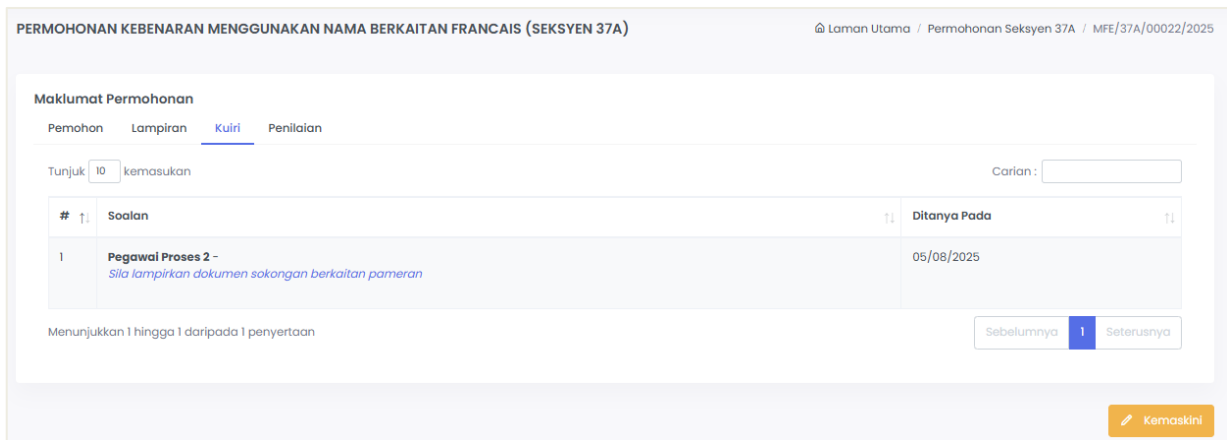 PERMOHONAN KEBENARAN MENGGUNAKAN NAMA BERKAITAN FRANCAIS (SEKSYEN 37A)
Laman Utama / Permohonan Seksyen 37A / MFE/37A/00022/2025
Maklumat Permohonan
Pemohon Lampiran Kuiri Penilaian
Tunjuk 10 kemasukan
Carian :
# Soalan Ditanya Pada
1 Pegawai Proses 2 - 05/08/2025
Sila lampirkan dokumen sokongan berkaitan pameran
Menunjukkan 1 hingga 1 daripada 1 penyertaan
Sebelumnya 1 Seterusnya
Kemaskini